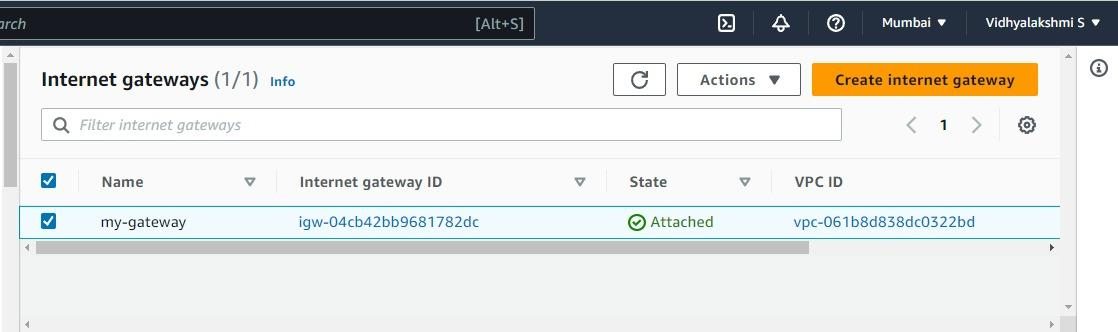 arch [Alt+S] Mumbai Vidhyalakshmi S
Internet gateways (1/1) Info Actions Create internet gateway
Filter internet gateways 1
Name Internet gateway ID State VPC ID
my-gateway igw-04cb42bb9681782dc Attached vpc-061b8d838dc0322bd